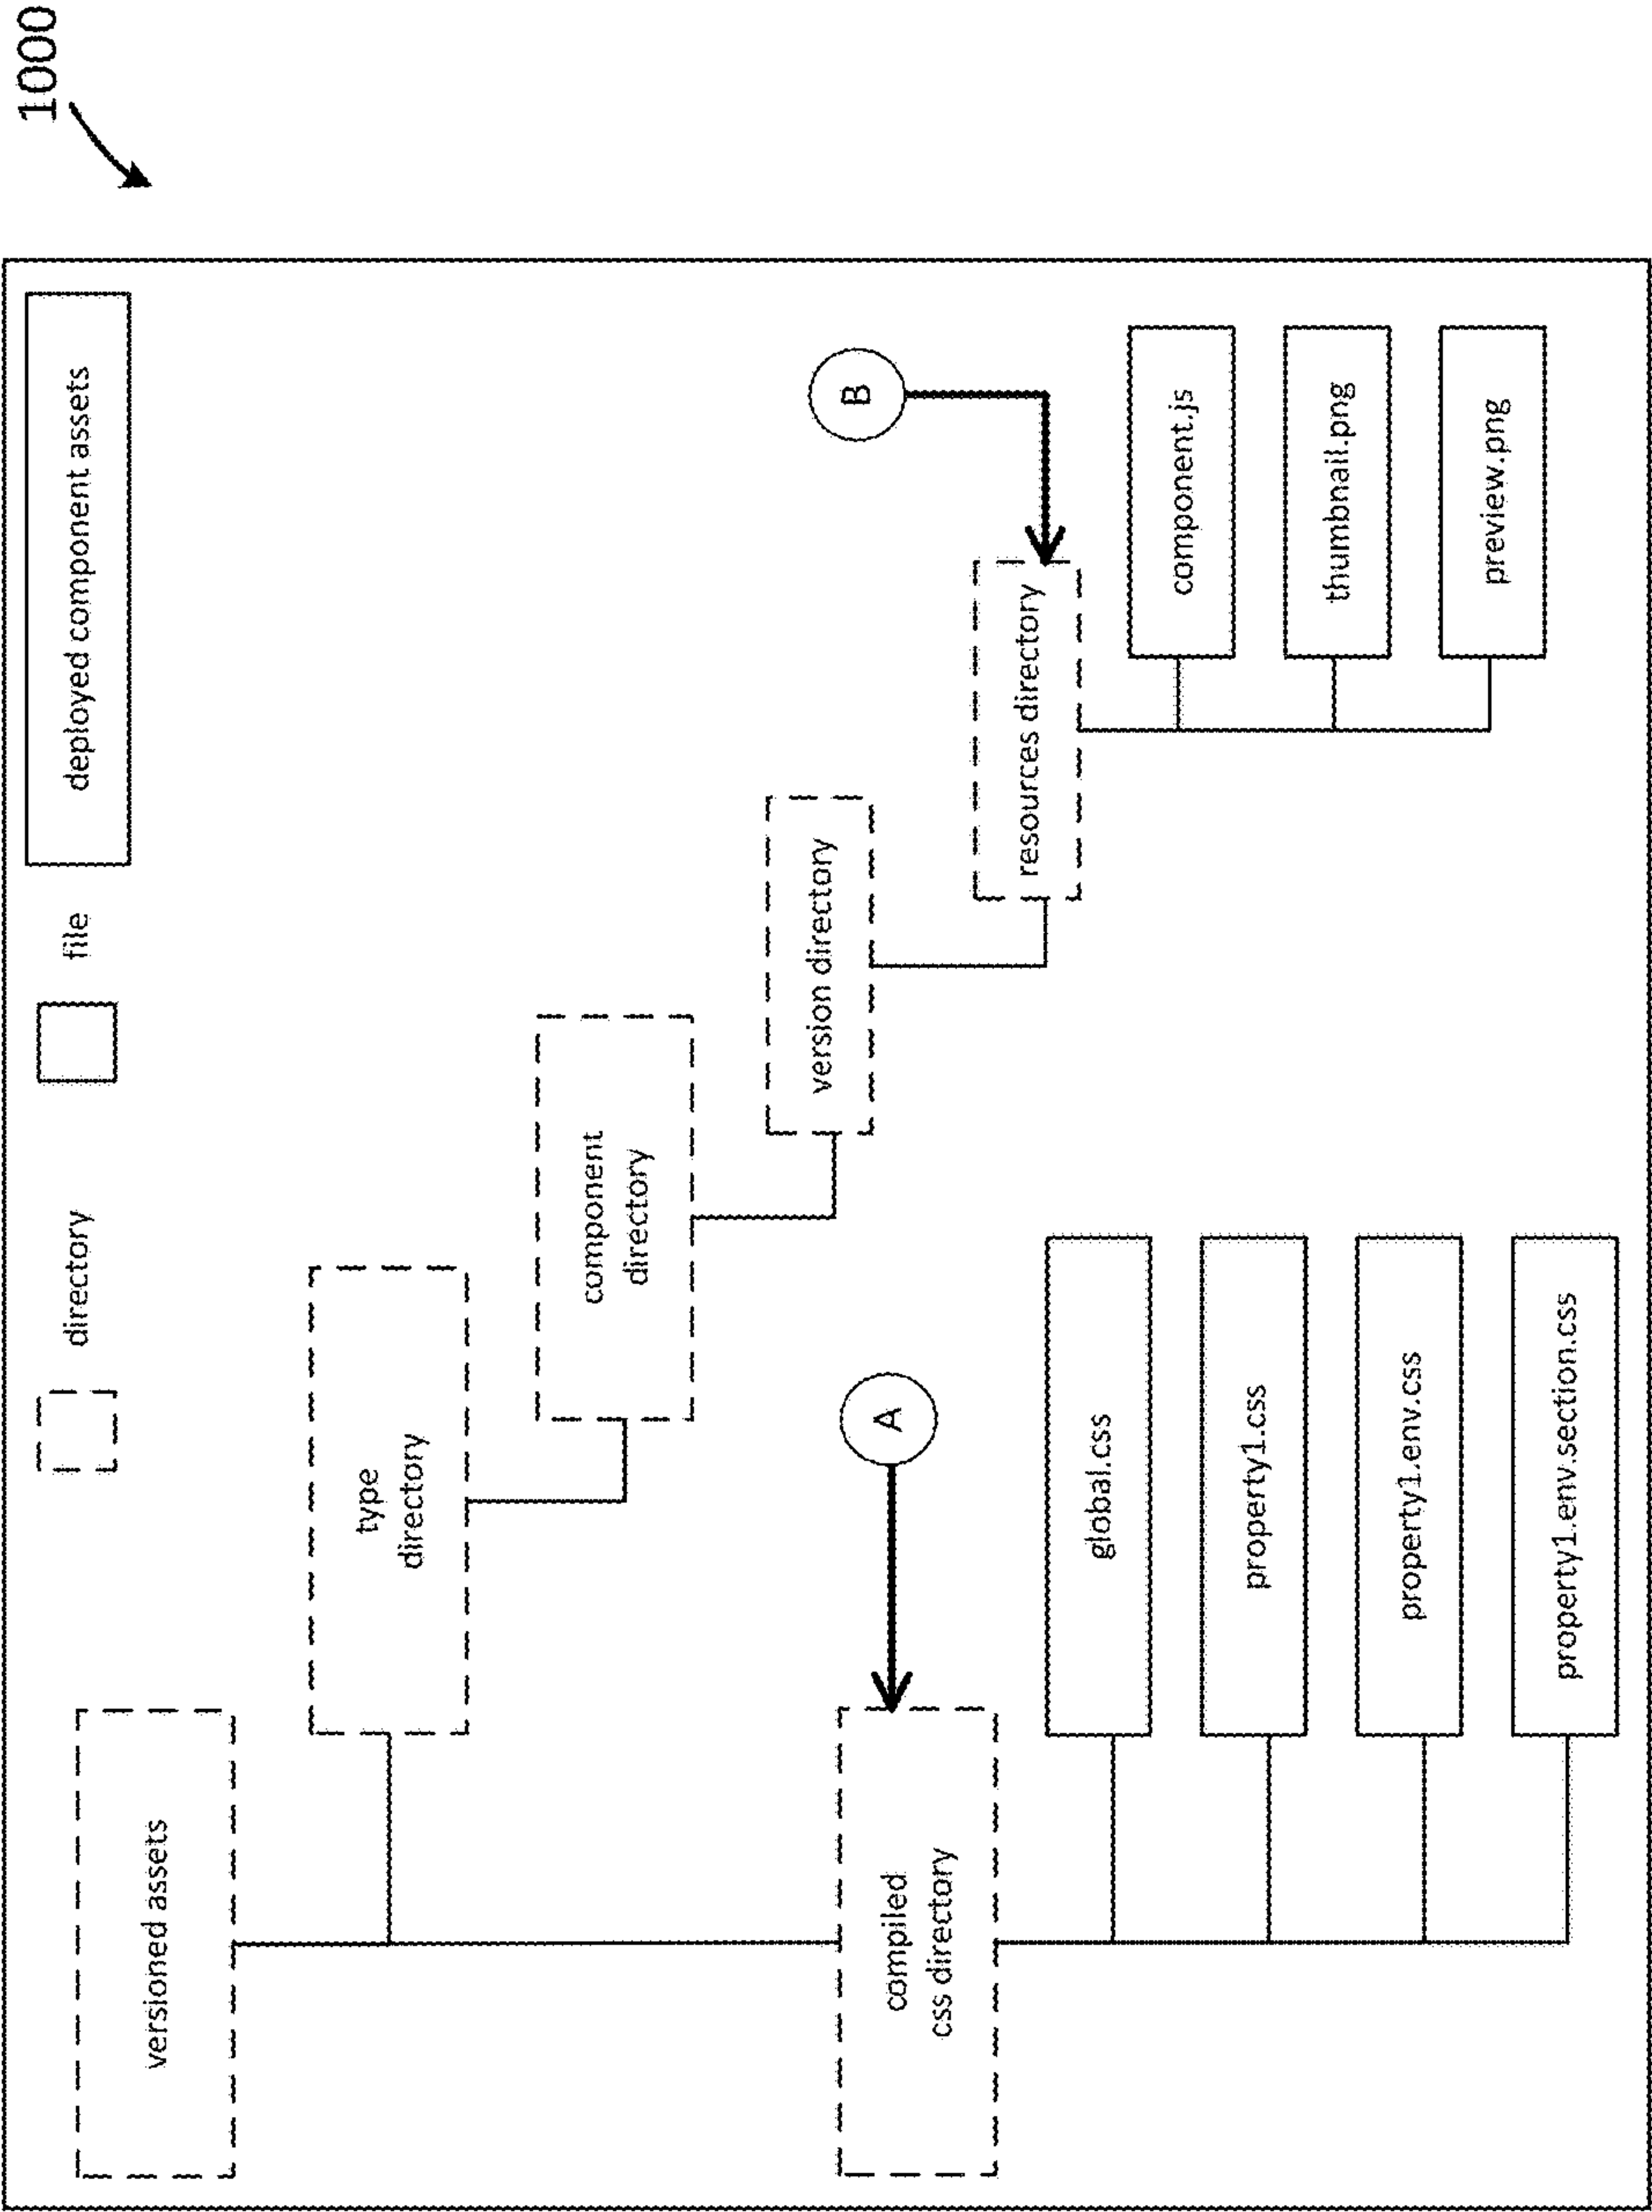 1000
directory
file
deployed component assets
versioned assets
type
directory
component
directory
version directory
B
resources directory
component.js
thumbnail.png
preview.png
A
compiled
css directory
global.css
property1.css
property1.env.css
property1.env.section.css